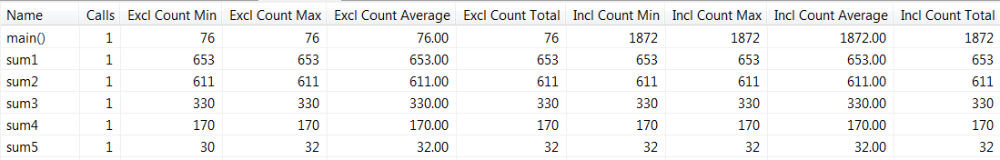 Name Calls Excl Count Min Excl Count Max Excl Count Average Excl Count Total Incl Count Min Incl Count Max Incl Count Average Incl Count Total
main() 1 76 76 76.00 76 1872 1872 1872.00 1872
sum1 1 653 653 653.00 653 653 653 653.00 653
sum2 1 611 611 611.00 611 611 611 611.00 611
sum3 1 330 330 330.00 330 330 330 330.00 330
sum4 1 170 170 170.00 170 170 170 170.00 170
sum5 1 30 32 32.00 32 32 32 32.00 32